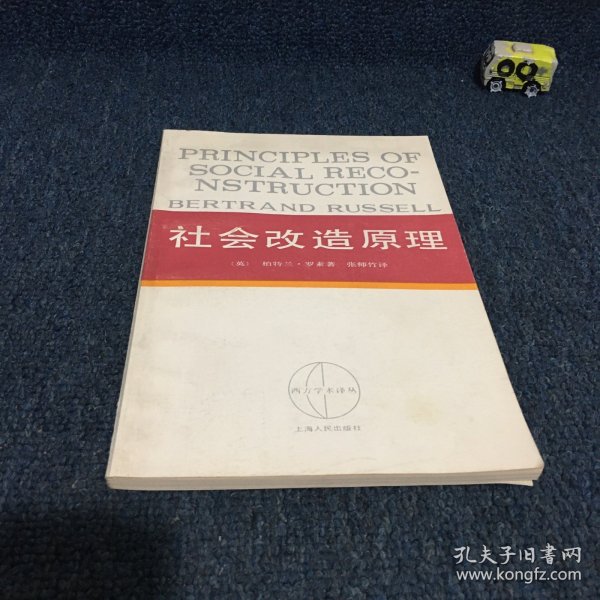 PRINCIPLES OF
SOCIAL RECO-
NSTRUCTION
BERTRAND RUSSELL
社会改造原理
〔英〕 柏特兰·罗素著 张师竹译
西方学术译丛
上海人民出版社
孔夫子旧书网
www.kongfz.com